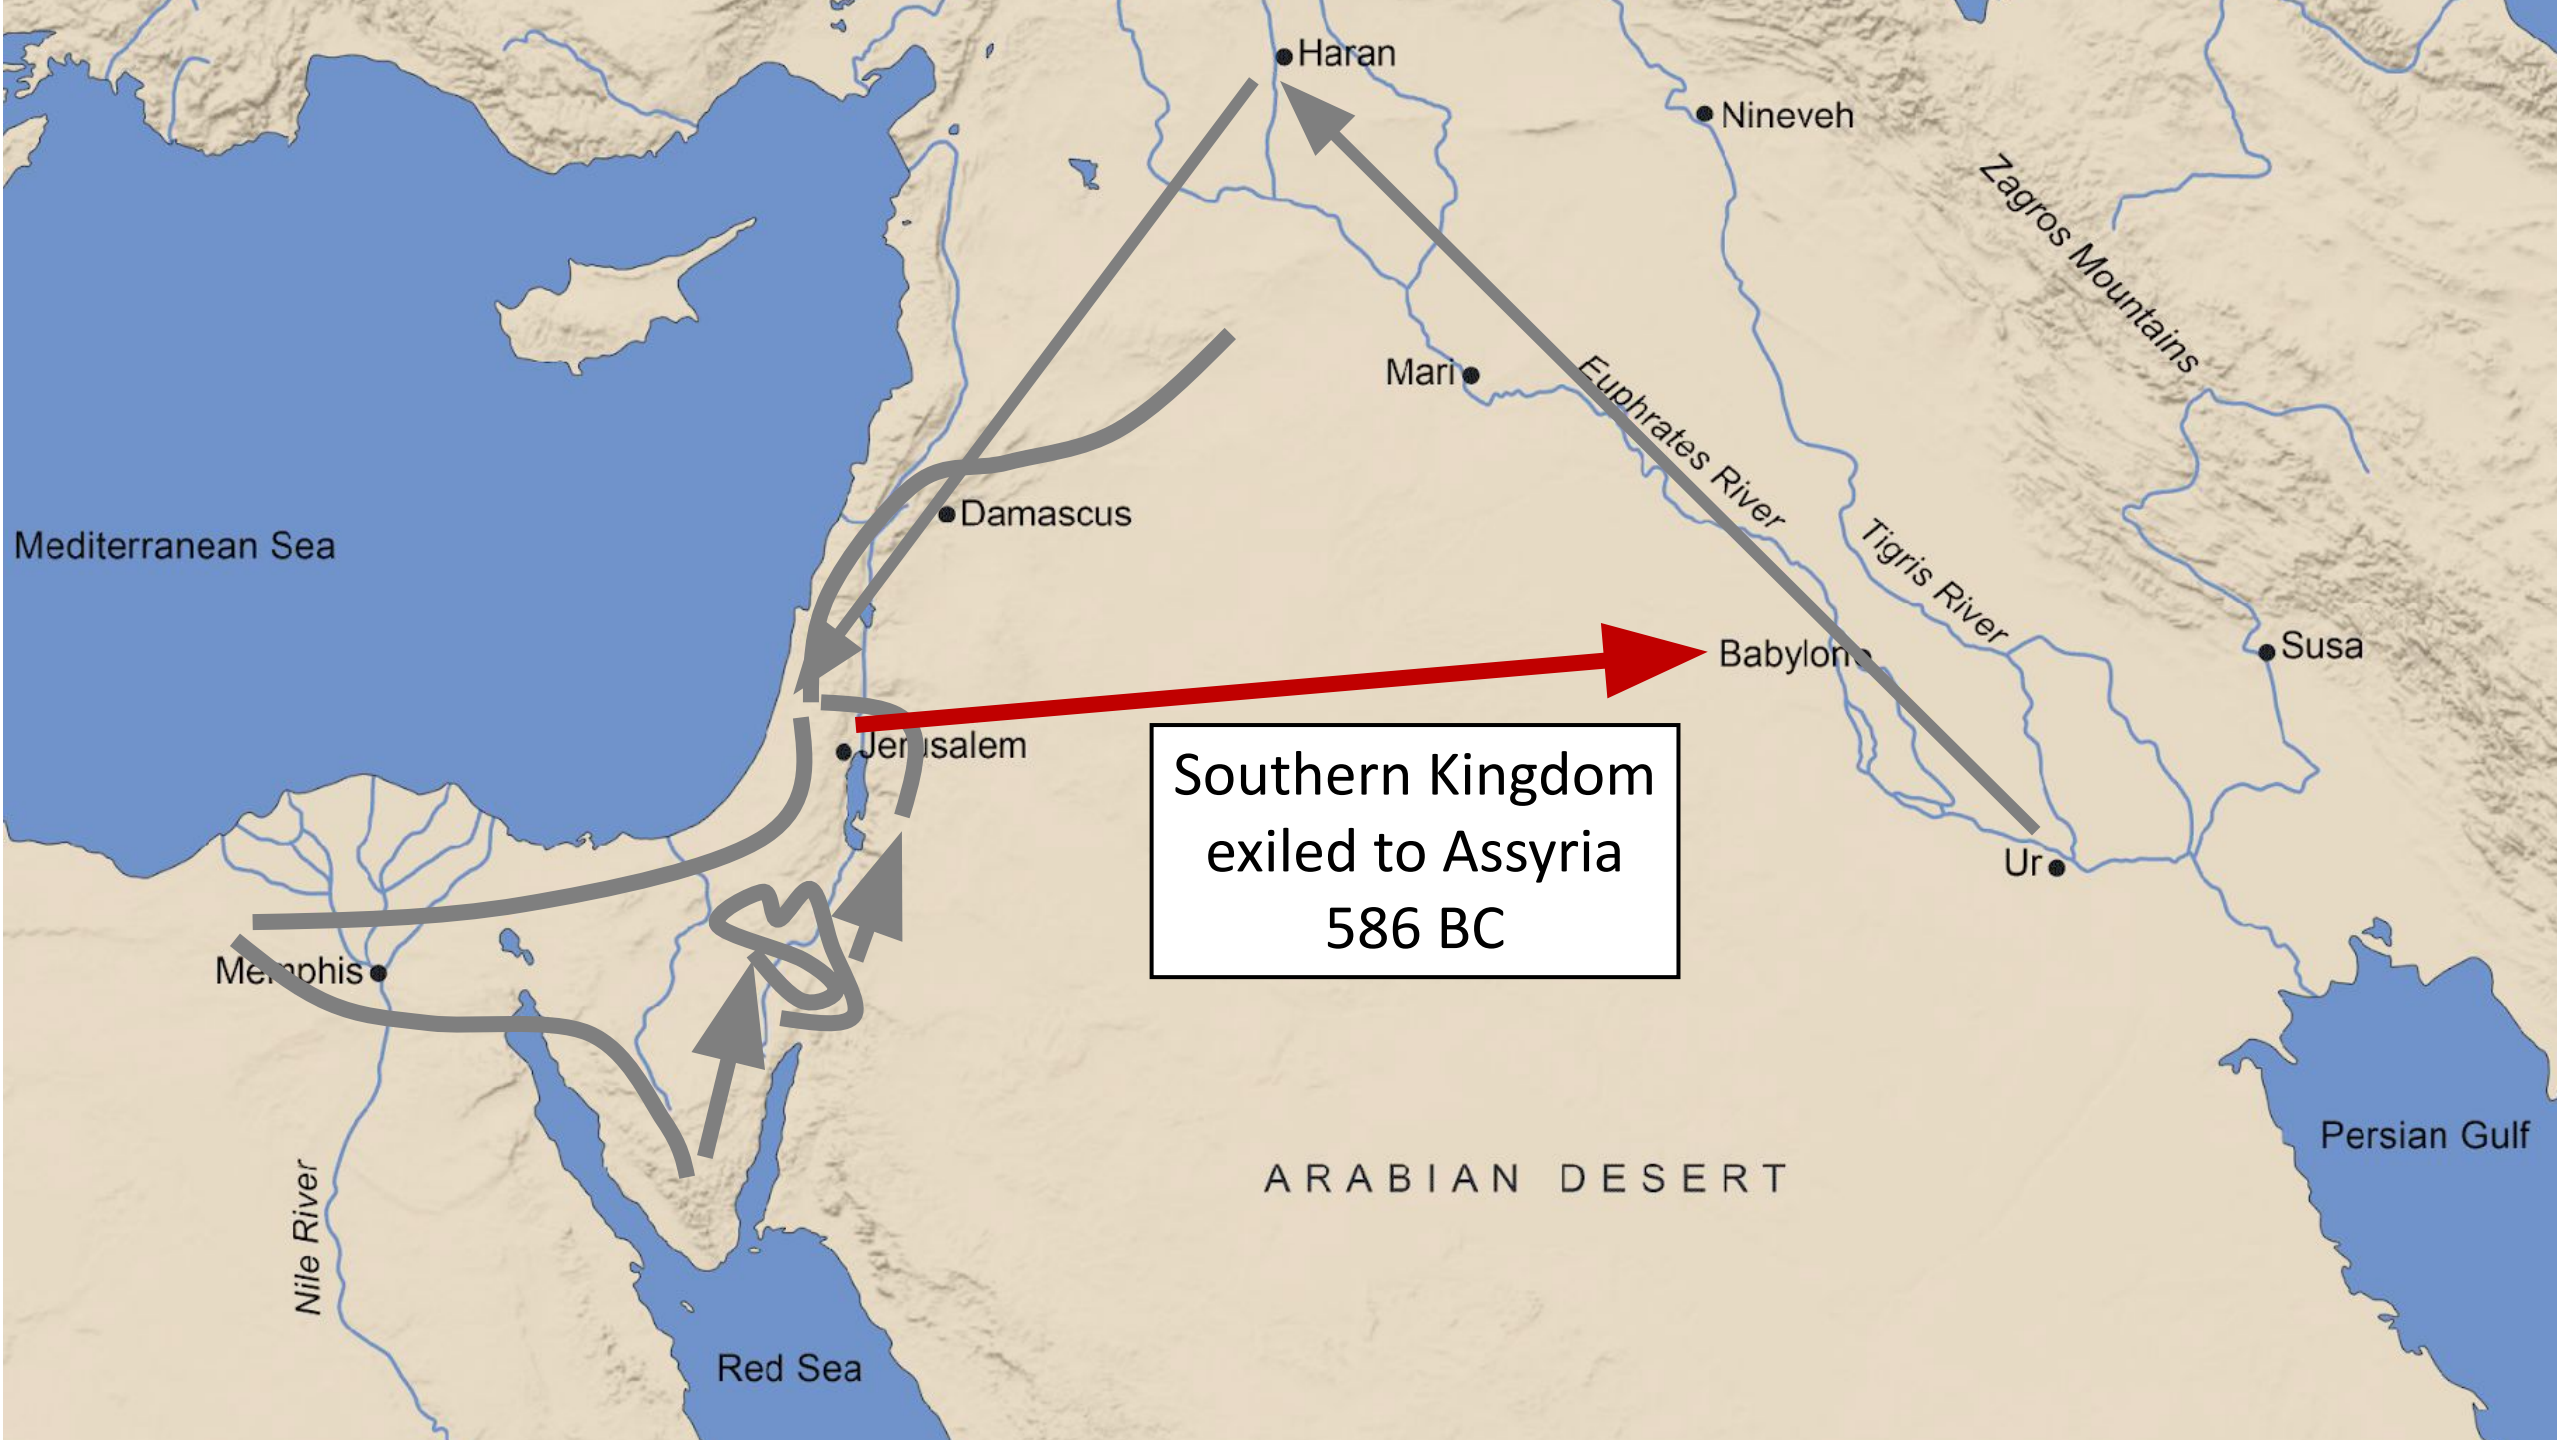 Haran
Nineveh
Zagros Mountains
Mari
Euphrates River
Damascus
Mediterranean Sea
Tigris River
Babylon
Susa
Jerusalem
Southern Kingdom
exiled to Assyria
586 BC
Ur
Memphis
Persian Gulf
ARABIAN DESERT
Nile River
Red Sea